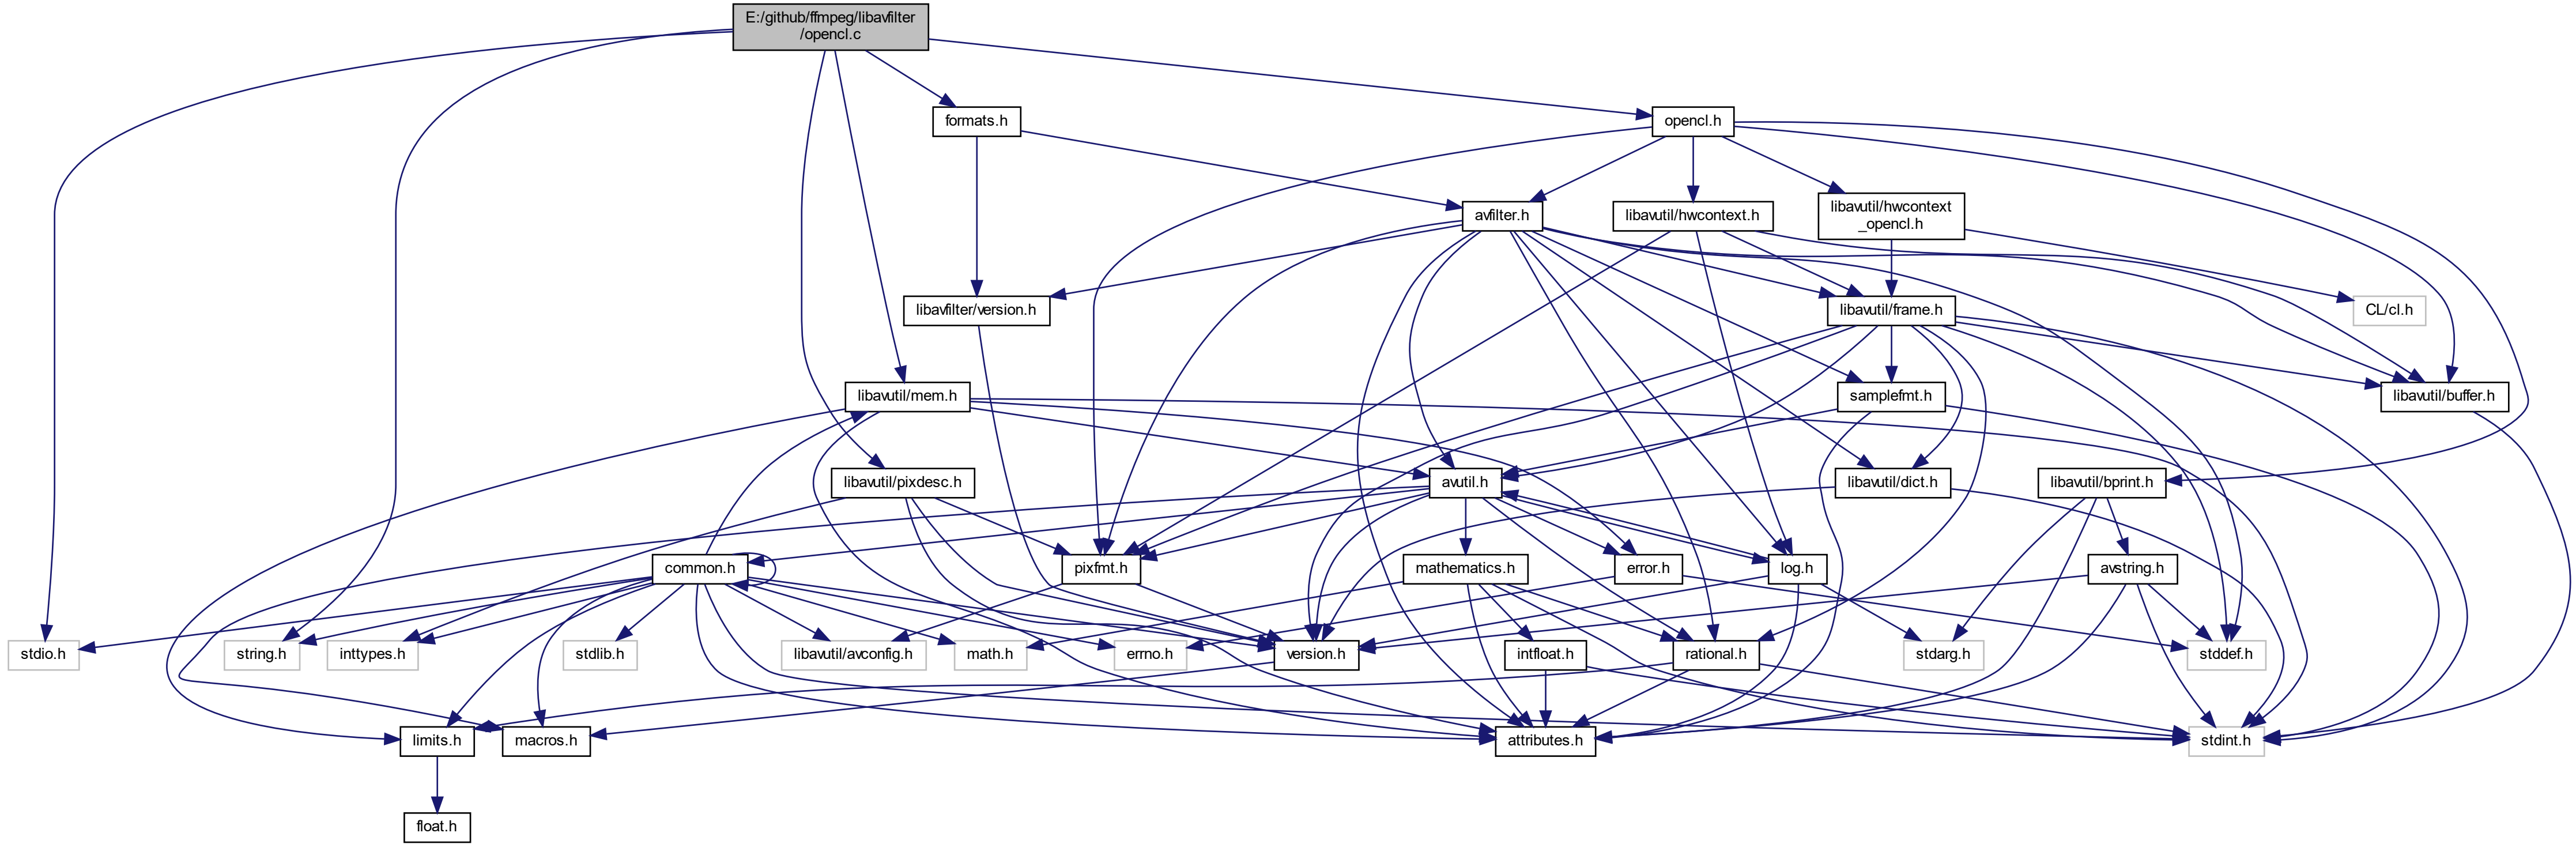 E:/github/ffmpeg/libavfilter
/opencl.c
formats.h
opencl.h
avfilter.h
libavutil/hwcontext.h
libavutil/hwcontext
_opencl.h
libavfilter/version.h
libavutil/frame.h
CL/cl.h
libavutil/mem.h
samplefmt.h
libavutil/buffer.h
libavutil/pixdesc.h
avutil.h
libavutil/dict.h
libavutil/bprint.h
common.h
pixfmt.h
mathematics.h
error.h
log.h
avstring.h
stdio.h
string.h
inttypes.h
stdlib.h
libavutil/avconfig.h
math.h
errno.h
version.h
intfloat.h
rational.h
stdarg.h
stddef.h
limits.h
macros.h
attributes.h
stdint.h
float.h